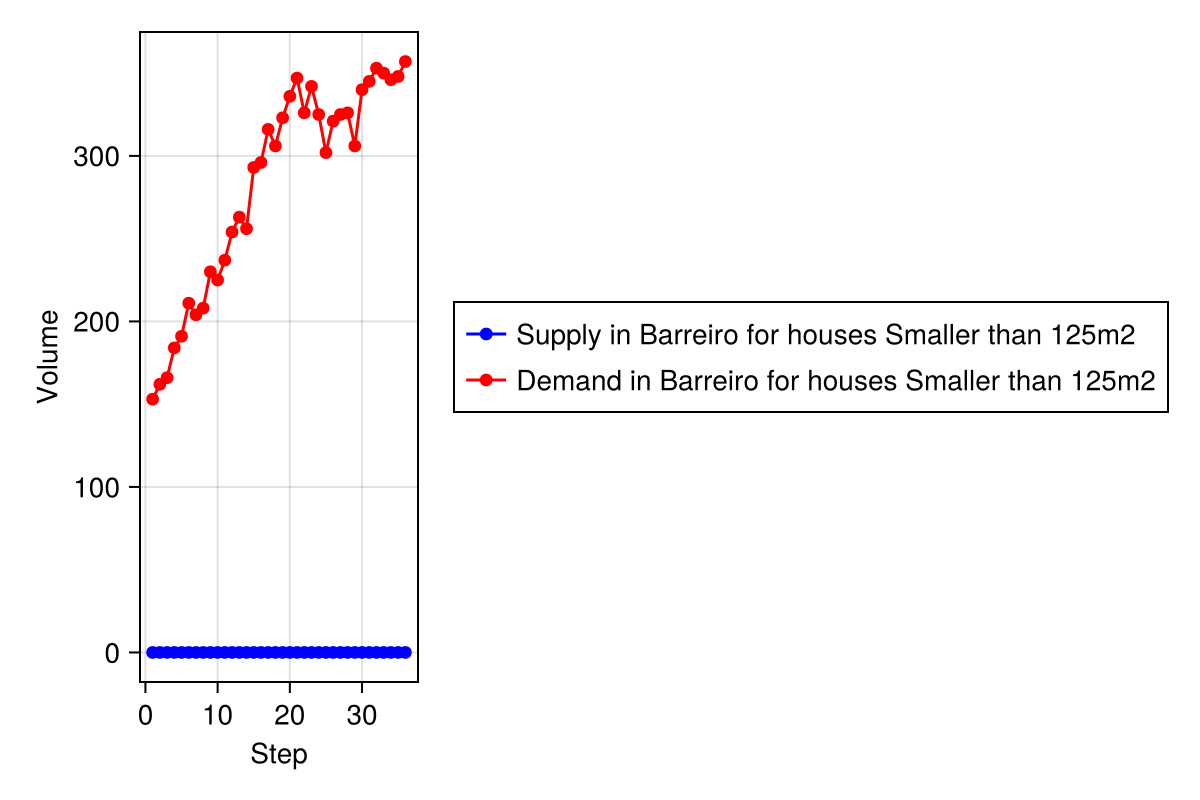 300
200
100
0
Volume
0 10 20 30
Step
Supply in Barreiro for houses Smaller than 125m2
Demand in Barreiro for houses Smaller than 125m2